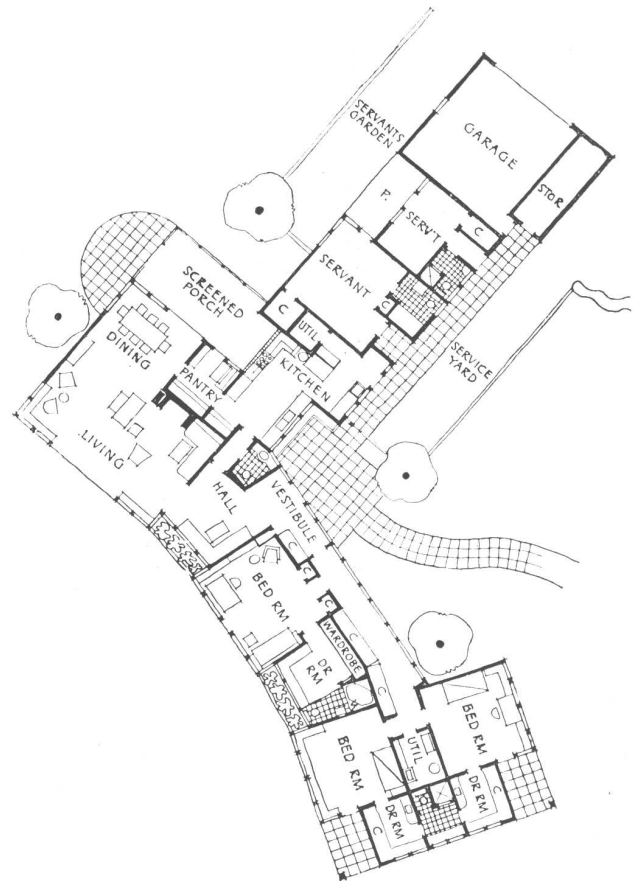 SERVANTS
GARDEN
GARAGE
STOR
P.
SERV'T
C
SERVANT
C
C
UTIL
SCREENED
PORCH
SERVICE
YARD
DINING
PANTRY
KITCHEN
LIVING
HALL
VESTIBULE
C
C
C
BED RM
WARDROBE
C
DR
RM
C
BED RM
UTIL
BED RM
DR RM
C
DR RM
C